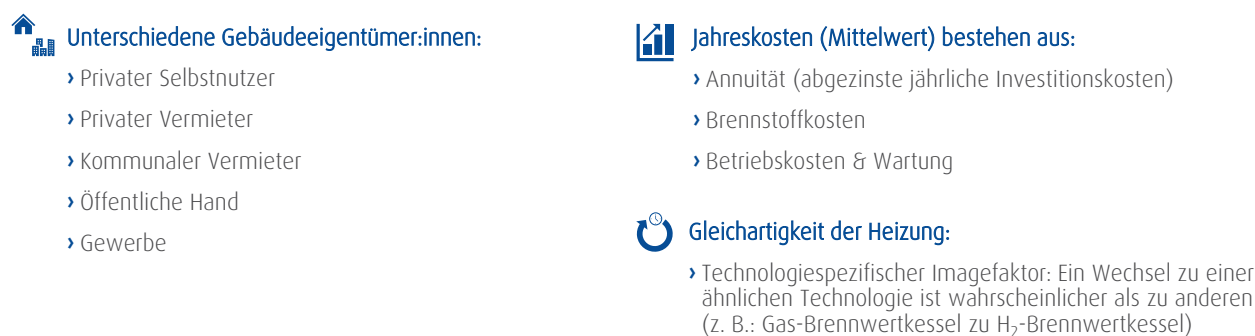 Unterschiedene Gebäudeeigentümer:innen:
› Privater Selbstnutzer
› Privater Vermieter
› Kommunaler Vermieter
› Öffentliche Hand
› Gewerbe
Jahreskosten (Mittelwert) bestehen aus:
› Annuität (abgezinste jährliche Investitionskosten)
› Brennstoffkosten
› Betriebskosten & Wartung
Gleichartigkeit der Heizung:
› Technologiespezifischer Imagefaktor: Ein Wechsel zu einer
ähnlichen Technologie ist wahrscheinlicher als zu anderen
(z. B.: Gas-Brennwertkessel zu H₂-Brennwertkessel)